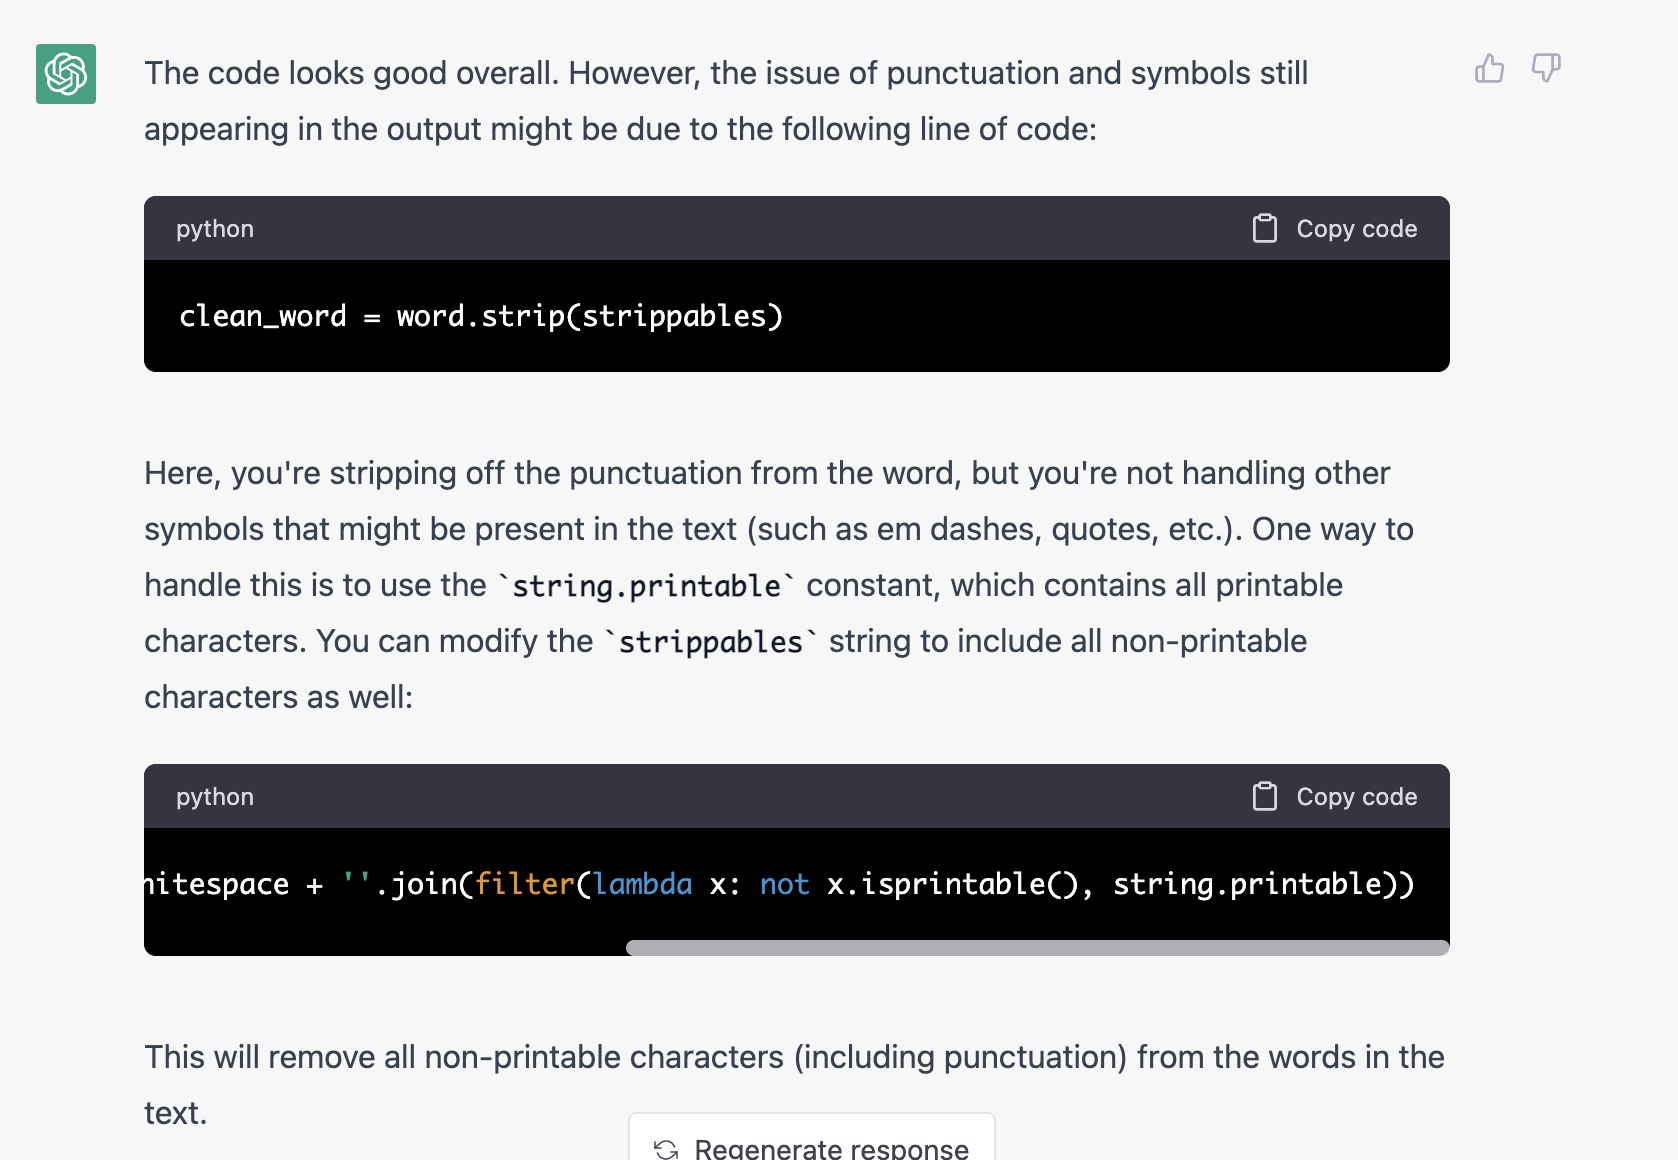 The code looks good overall. However, the issue of punctuation and symbols still
appearing in the output might be due to the following line of code:
python
Copy code
clean_word = word.strip(strippables)
Here, you're stripping off the punctuation from the word, but you're not handling other
symbols that might be present in the text (such as em dashes, quotes, etc.). One way to
handle this is to use the `string.printable` constant, which contains all printable
characters. You can modify the `strippables` string to include all non-printable
characters as well:
python
Copy code
hitespace + ''.join(filter(lambda x: not x.isprintable(), string.printable))
This will remove all non-printable characters (including punctuation) from the words in the
text.
Regenerate response